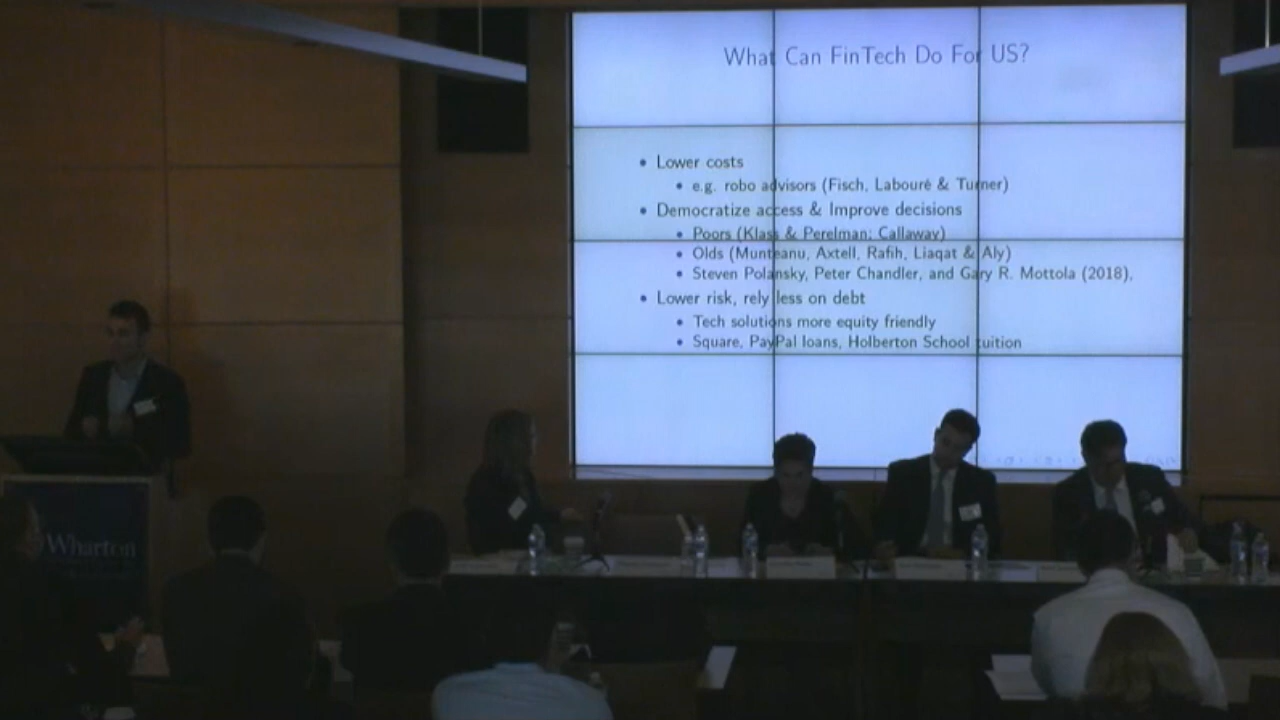 What Can FinTech Do For US?
• Lower costs
• e.g. robo advisors (Fisch, Labouré & Turner)
• Democratize access & Improve decisions
• Poors (Klass & Perelman; Callaway)
• Olds (Munteanu, Axtell, Rafih, Liaqat & Aly)
• Steven Polansky, Peter Chandler, and Gary R. Mottola (2018),
• Lower risk, rely less on debt
• Tech solutions more equity friendly
• Square, PayPal loans, Holberton School tuition
Wharton